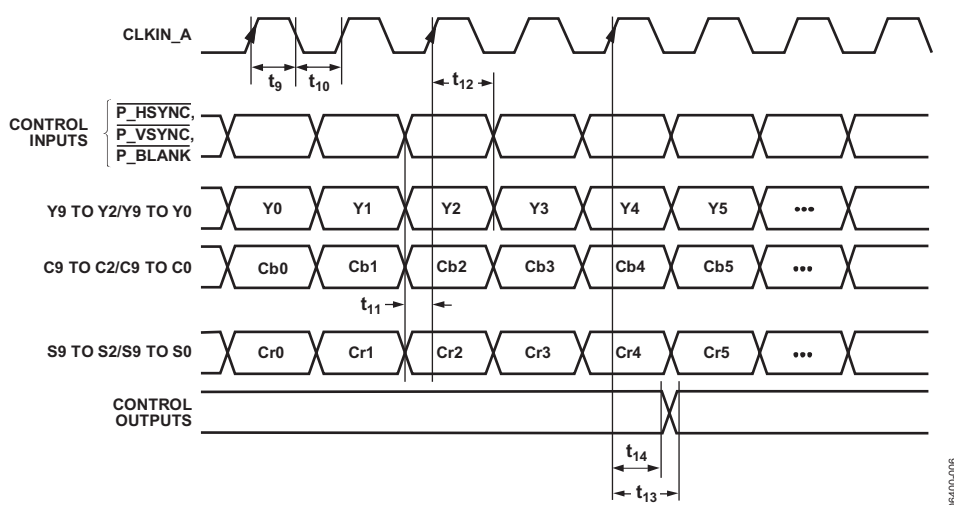 CLKIN_A
t9
t10
t12
CONTROL INPUTS
P_HSYNC,
P_VSYNC,
P_BLANK
Y9 TO Y2/Y9 TO Y0
Y0 Y1 Y2 Y3 Y4 Y5 •••
C9 TO C2/C9 TO C0
Cb0 Cb1 Cb2 Cb3 Cb4 Cb5 •••
t11
S9 TO S2/S9 TO S0
Cr0 Cr1 Cr2 Cr3 Cr4 Cr5 •••
CONTROL
OUTPUTS
t14
t13
06400-006